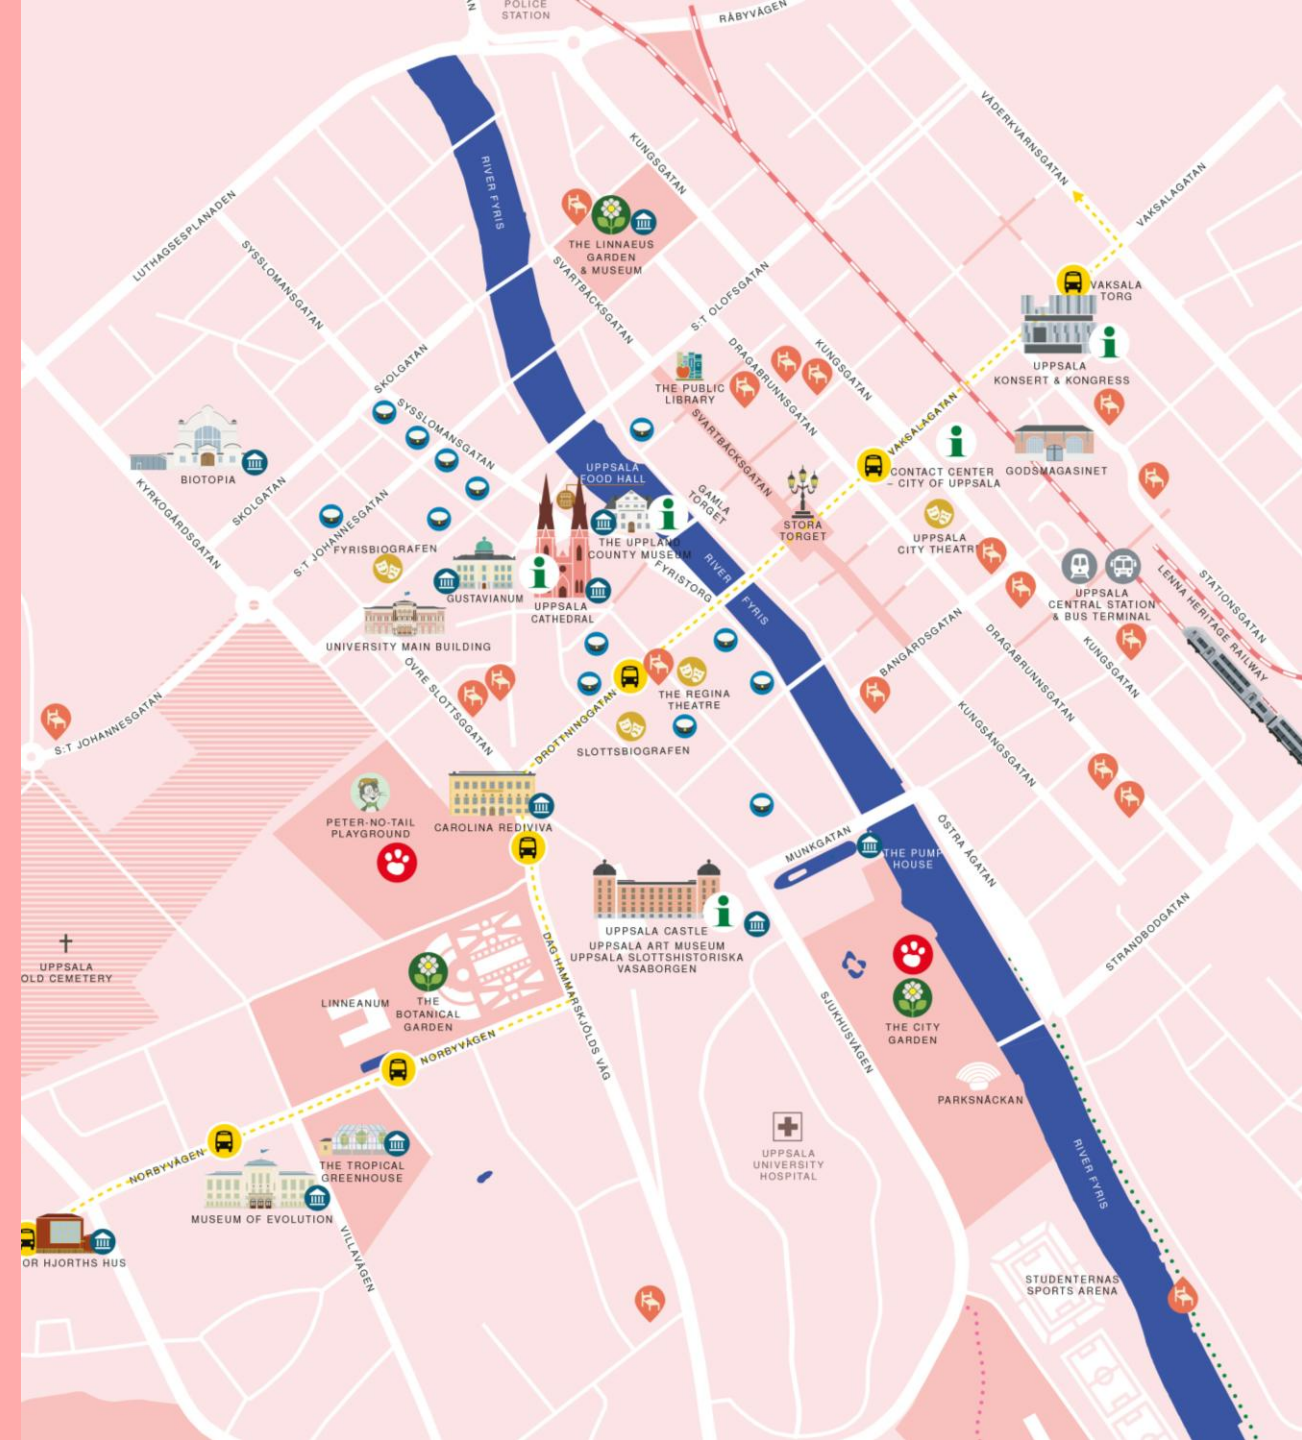 POLICE
STATION
RÅBYVÄGEN
VÄDERKVARNSGATAN
KUNGSGATAN
VAKSALAGATAN
RIVER FYRIS
LUTHAGSESPLANADEN
THE LINNAEUS
GARDEN
& MUSEUM
SYSSLOMANSGATAN
SVARTBÄCKSGATAN
S:T OLOFSGATAN
VAKSALA
TORG
SKOLGATAN
DRAGABRUNNSGATAN
KUNGSGATAN
UPPSALA
KONSERT & KONGRESS
THE PUBLIC
LIBRARY
SYSSLOMANSGATAN
SVARTBÄCKSGATAN
VAKSALAGATAN
BIOTOPIA
SKOLGATAN
KYRKOGÅRDSGATAN
UPPSALA
FOOD HALL
CONTACT CENTER
– CITY OF UPPSALA
GODSMAGASINET
GAMLA
TORGET
STORA
TORGET
S:T JOHANNESGATAN
FYRISBIOGRAFEN
THE UPPLAND
COUNTY MUSEUM
UPPSALA
CITY THEATRE
GUSTAVIANUM
FYRISTORG
RIVER
FYRIS
UPPSALA
CATHEDRAL
UPPSALA
CENTRAL STATION
& BUS TERMINAL
LENNA HERITAGE RAILWAY
STATIONSGATAN
UNIVERSITY MAIN BUILDING
ÖVRE SLOTTSGGATAN
BANGÅRDSGATAN
DRAGABRUNNSGATAN
KUNGSGATAN
THE REGINA
THEATRE
S:T JOHANNESGATAN
DROTTNINGGATAN
SLOTTSBIOGRAFEN
KUNGSÄNGSGATAN
PETER-NO-TAIL
PLAYGROUND
CAROLINA REDIVIVA
MUNKGATAN
THE PUMP
HOUSE
ÖSTRA ÅGATAN
UPPSALA CASTLE
UPPSALA ART MUSEUM
UPPSALA SLOTTSHISTORISKA
VASABORGEN
STRANDBODGATAN
UPPSALA
OLD CEMETERY
LINNEANUM
THE
BOTANICAL
GARDEN
DAG HAMMARSKJÖLDS VÄG
SJUKHUSVÄGEN
THE CITY
GARDEN
NORBYVÄGEN
PARKSNÄCKAN
UPPSALA
UNIVERSITY
HOSPITAL
RIVER FYRIS
NORBYVÄGEN
THE TROPICAL
GREENHOUSE
MUSEUM OF EVOLUTION
VILLAVÄGEN
OR HJORTHS HUS
STUDENTERNAS
SPORTS ARENA